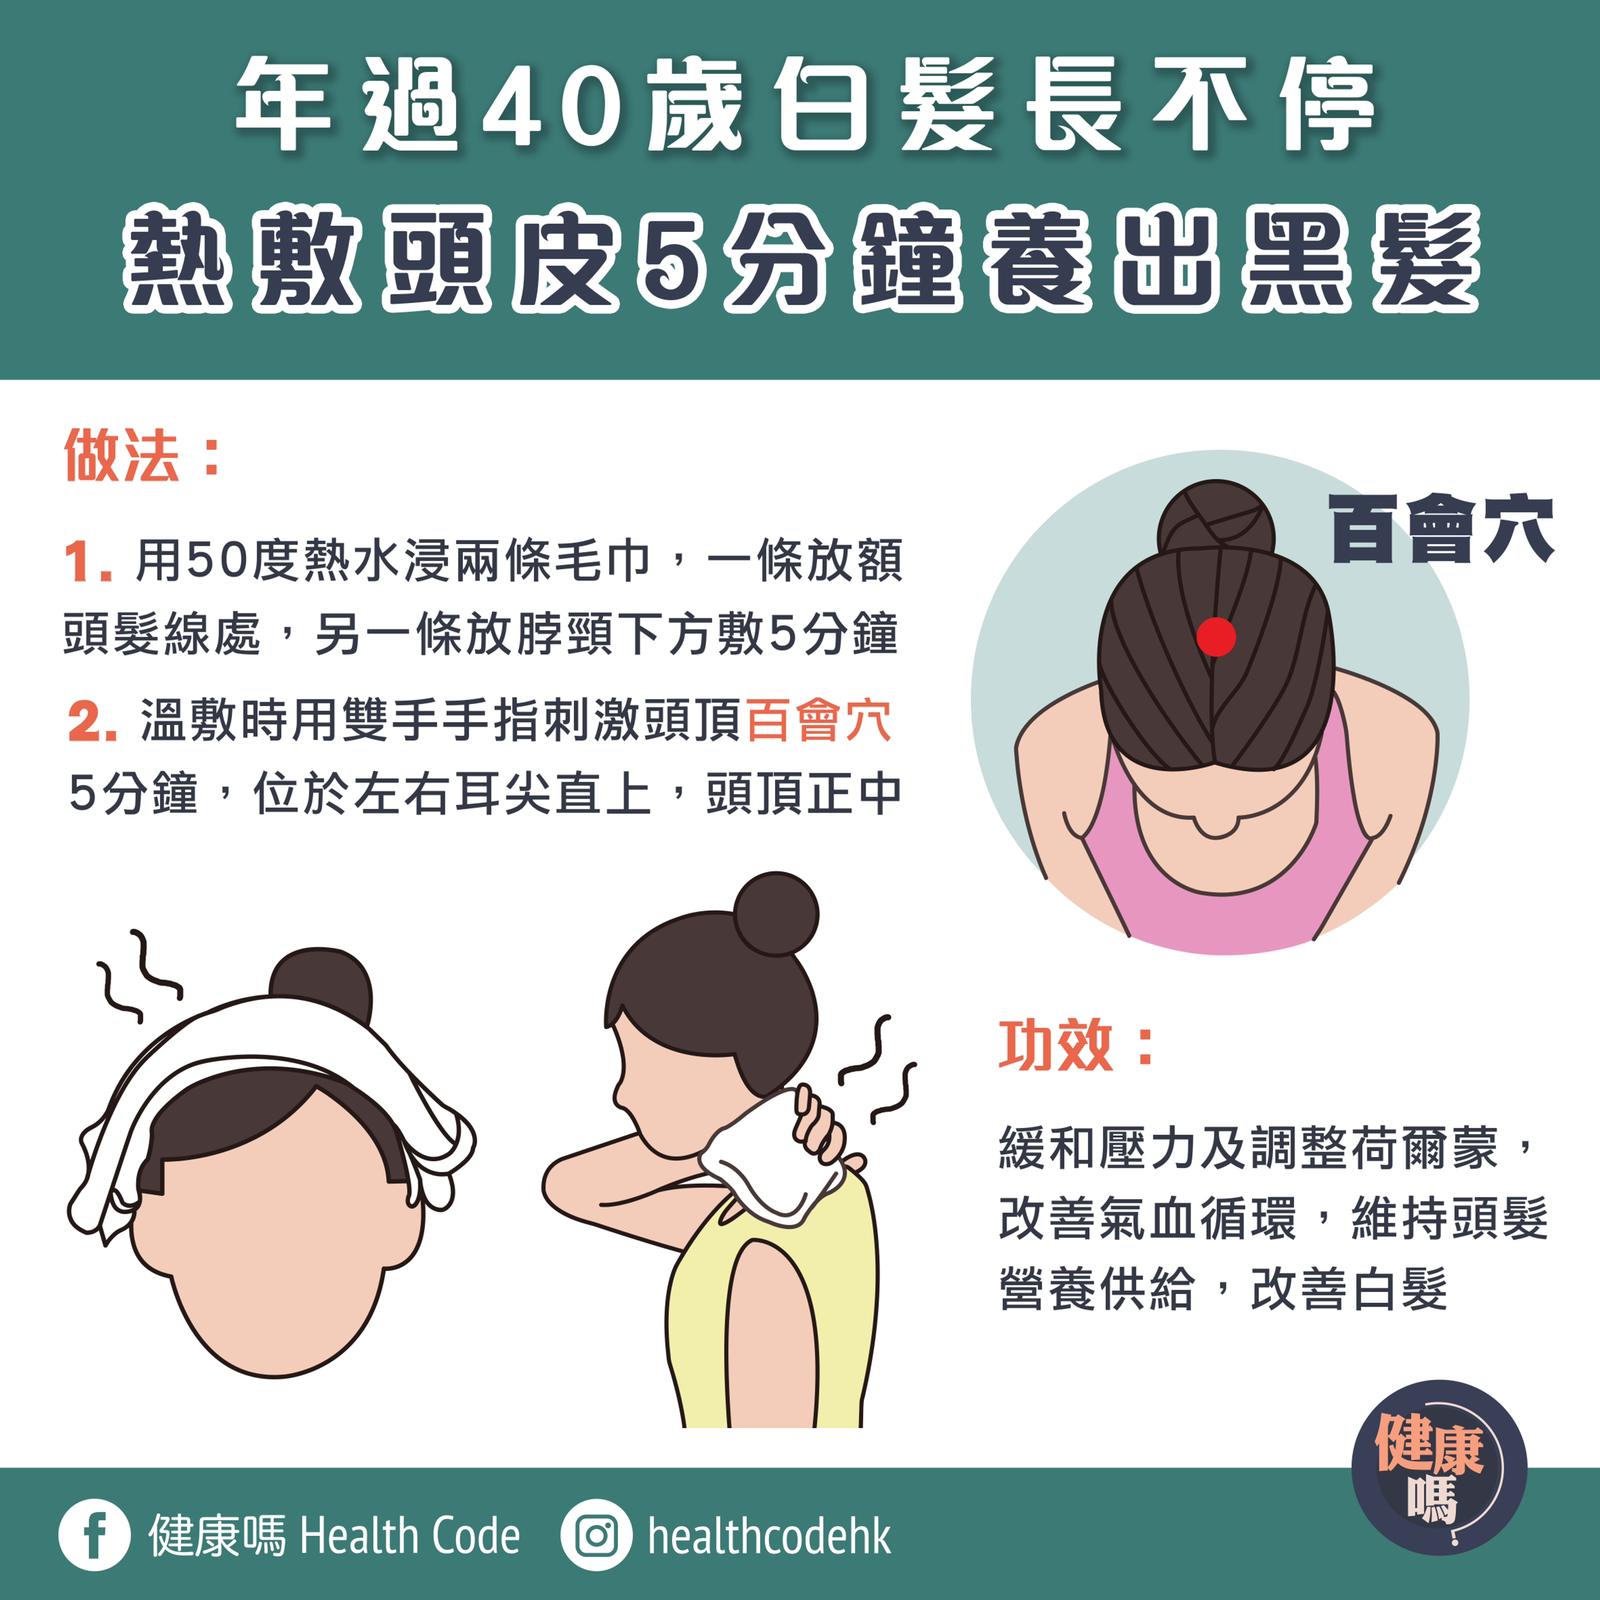 年過40歲白髮長不停
熱敷頭皮5分鐘養出黑髮
做法：
1. 用50度熱水浸兩條毛巾，一條放額
頭髮線處，另一條放脖頸下方敷5分鐘
2. 溫敷時用雙手手指刺激頭頂百會穴
5分鐘，位於左右耳尖直上，頭頂正中
百會穴
功效：
緩和壓力及調整荷爾蒙，
改善氣血循環，維持頭髮
營養供給，改善白髮
健康
嗎?
健康嗎 Health Code
healthcodehk